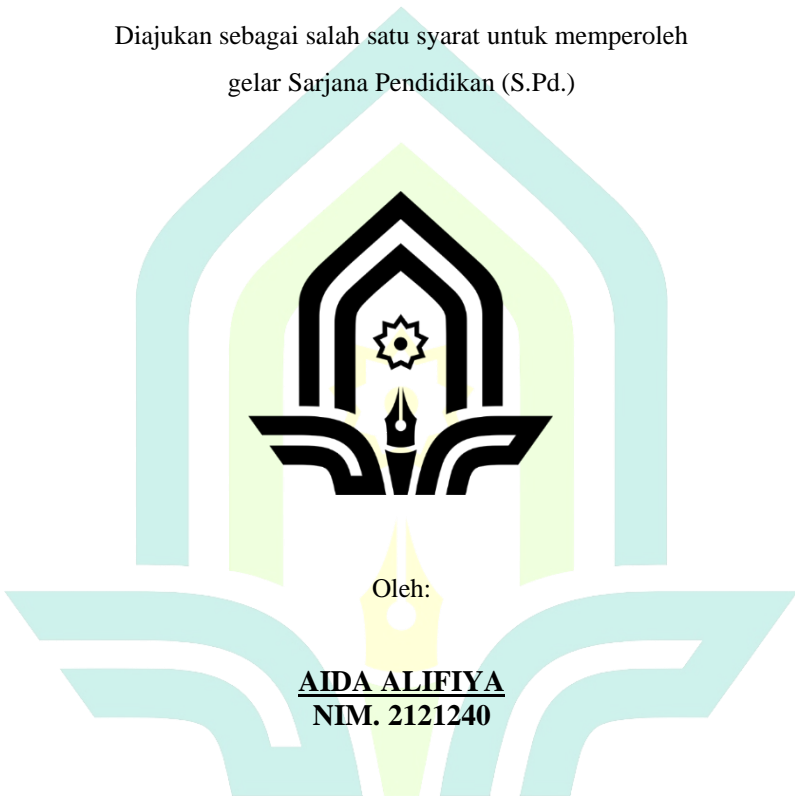 Diajukan sebagai salah satu syarat untuk memperoleh
gelar Sarjana Pendidikan (S.Pd.)
Oleh:
AIDA ALIFIYA
NIM. 2121240